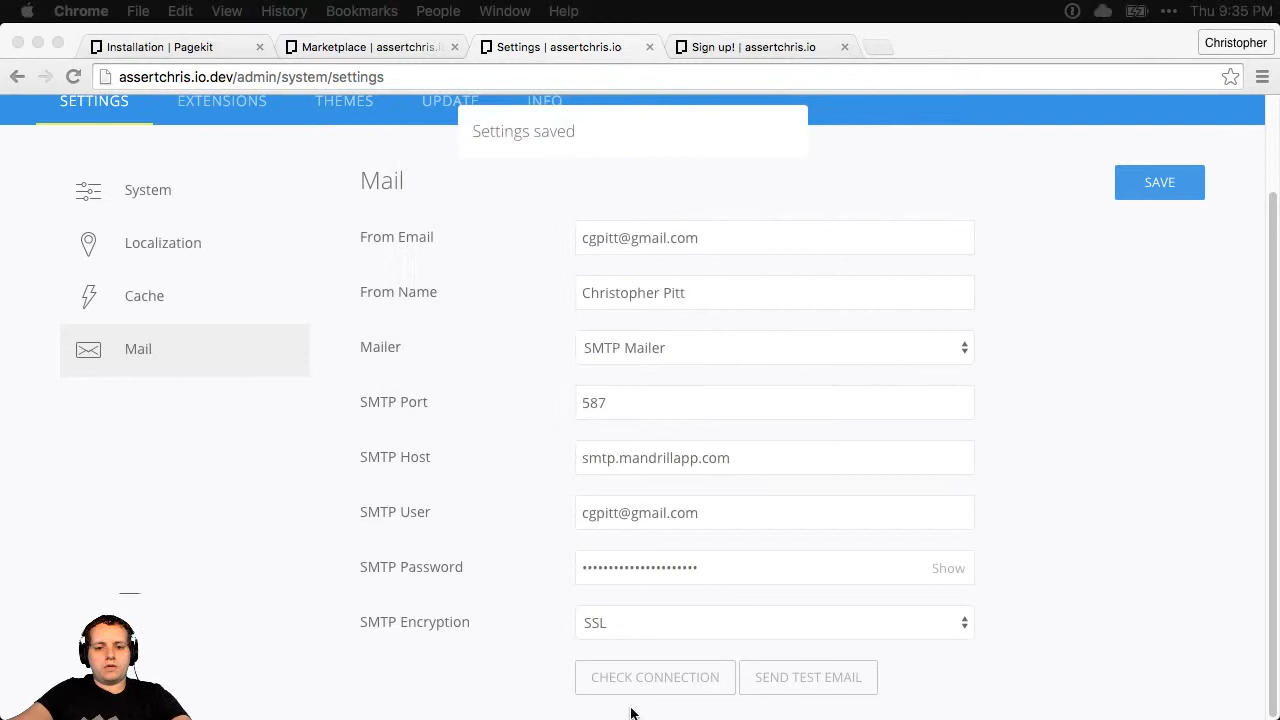 Chrome File Edit View History Bookmarks People Window Help Thu 9:35 PM
Installation | Pagekit
Marketplace | assertchris.i
Settings | assertchris.io
Sign up! | assertchris.io
Christopher
assertchris.io.dev/admin/system/settings
SETTINGS EXTENSIONS THEMES UPDATE INFO
Settings saved
System
Localization
Cache
Mail
Mail
SAVE
From Email cgpitt@gmail.com
From Name Christopher Pitt
Mailer SMTP Mailer
SMTP Port 587
SMTP Host smtp.mandrillapp.com
SMTP User cgpitt@gmail.com
SMTP Password •••••••••••••••••••••• Show
SMTP Encryption SSL
CHECK CONNECTION SEND TEST EMAIL